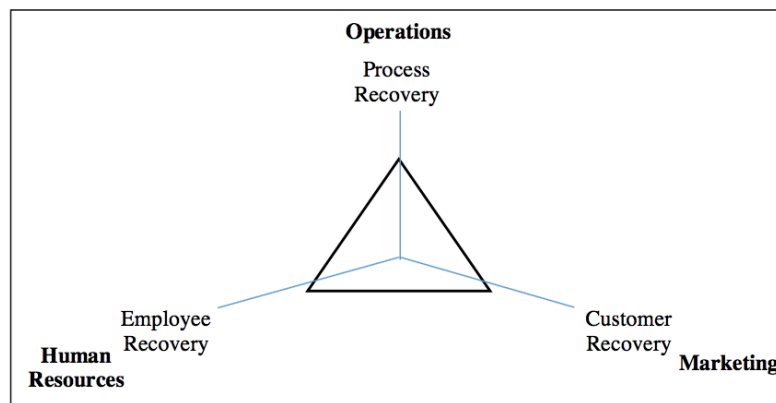 Operations
Process
Recovery
Employee
Recovery
Human
Resources
Customer
Recovery
Marketing